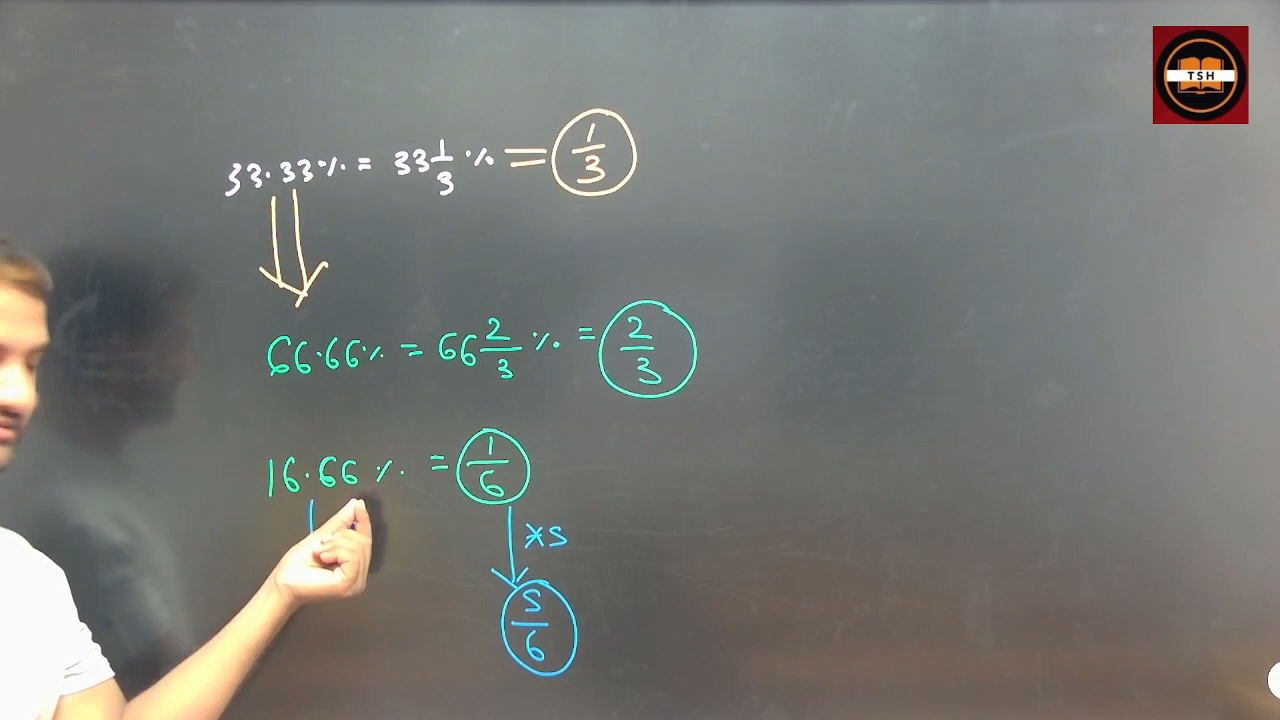 TSH
33.33% = 33 1/3 % = 1/3
66.66% = 66 2/3 % = 2/3
16.66% = 1/6
*5
5/6